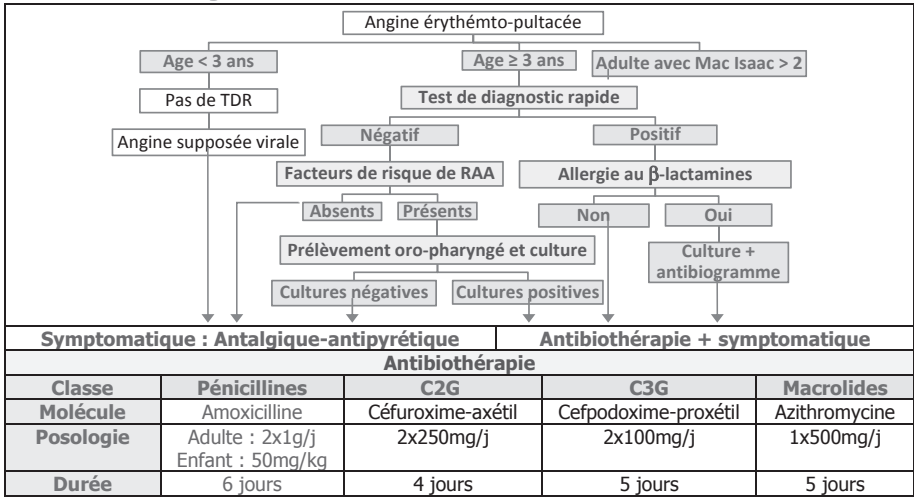 Angine érythémto-pultacée
Age < 3 ans
Age ≥ 3 ans
Adulte avec Mac Isaac > 2
Pas de TDR
Test de diagnostic rapide
Angine supposée virale
Négatif
Positif
Facteurs de risque de RAA
Allergie au β-lactamines
Absents
Présents
Non
Oui
Prélèvement oro-pharyngé et culture
Culture +
antibiogramme
Cultures négatives
Cultures positives
Symptomatique : Antalgique-antipyrétique
Antibiothérapie + symptomatique
Antibiothérapie
Classe Pénicillines C2G C3G Macrolides
Molécule Amoxicilline Céfuroxime-axétil Cefpodoxime-proxétil Azithromycine
Posologie Adulte : 2x1g/j 2x250mg/j 2x100mg/j 1x500mg/j
Enfant : 50mg/kg
Durée 6 jours 4 jours 5 jours 5 jours